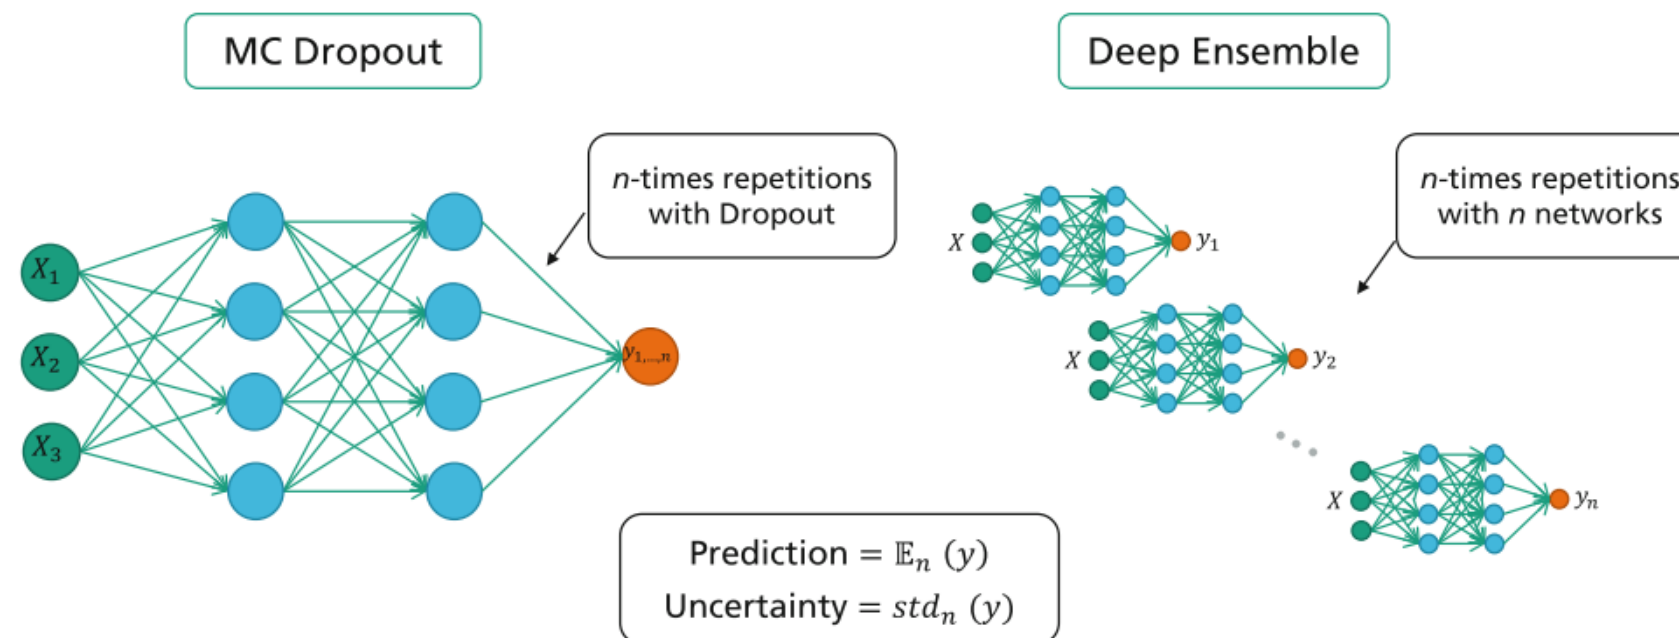 MC Dropout
Deep Ensemble
n-times repetitions
with Dropout
n-times repetitions
with n networks
X₁
X₂
X₃
y₁,...,ₙ
X
y₁
X
y₂
X
yₙ
Prediction = 𝔼ₙ (y)
Uncertainty = stdₙ (y)